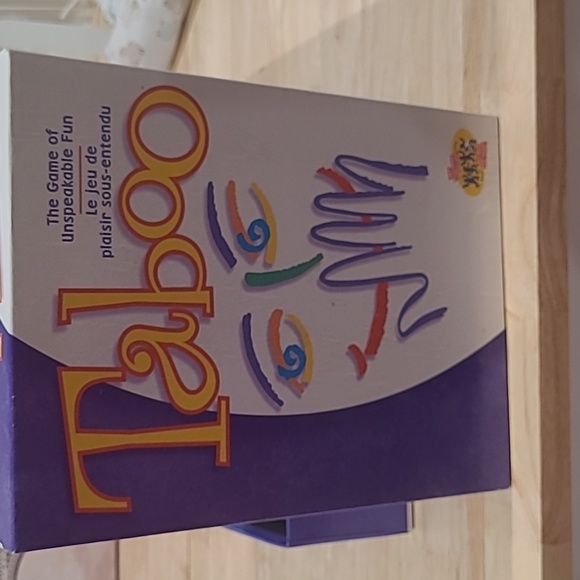 The Game of
Unspeakable Fun
Le jeu de
plaisir sous-entendu
Taboo